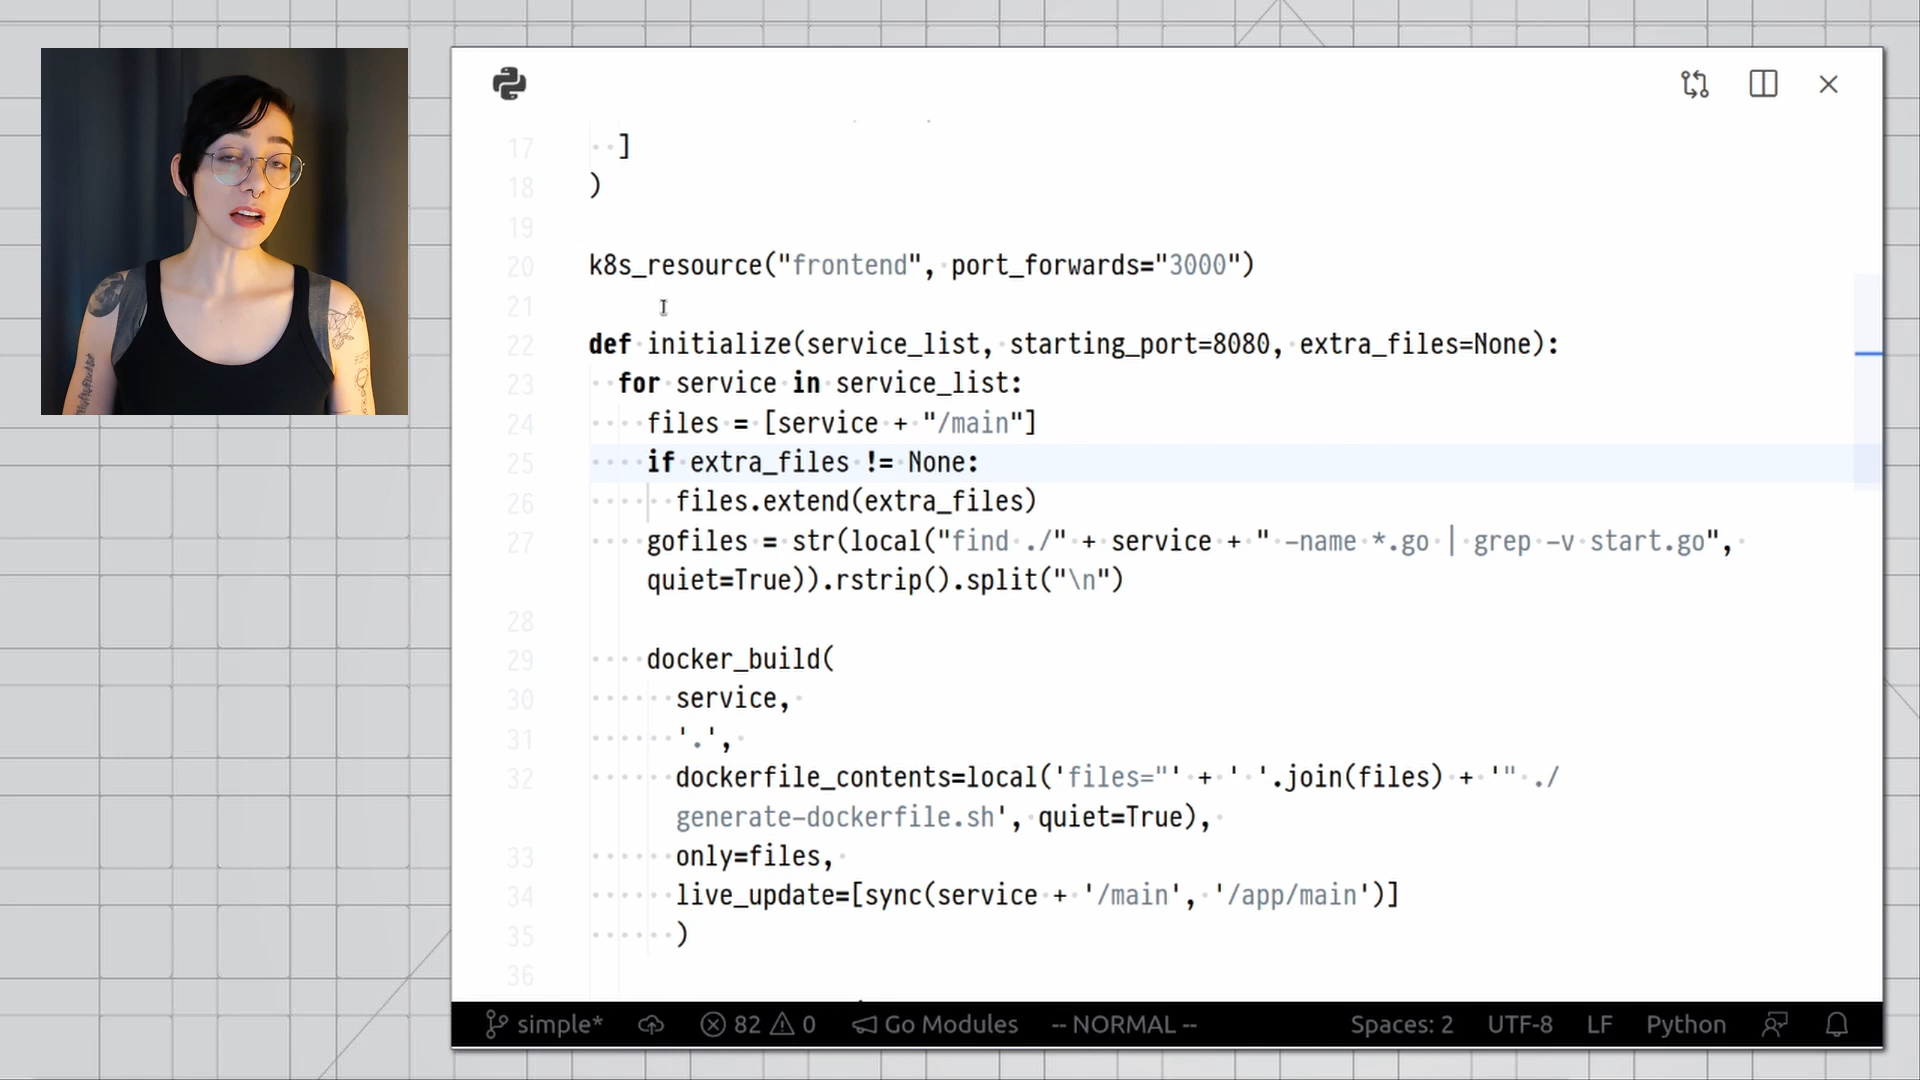 17 ]
18 )
19
20 k8s_resource("frontend", port_forwards="3000")
21
22 def initialize(service_list, starting_port=8080, extra_files=None):
23 for service in service_list:
24 files = [service + "/main"]
25 if extra_files != None:
26 files.extend(extra_files)
27 gofiles = str(local("find ./" + service + " -name *.go | grep -v start.go",
quiet=True)).rstrip().split("\n")
28
29 docker_build(
30 service,
31 '.',
32 dockerfile_contents=local('files="' + ' '.join(files) + '" ./
generate-dockerfile.sh', quiet=True),
33 only=files,
34 live_update=[sync(service + '/main', '/app/main')]
35 )
36
simple* 82 0 Go Modules -- NORMAL -- Spaces: 2 UTF-8 LF Python